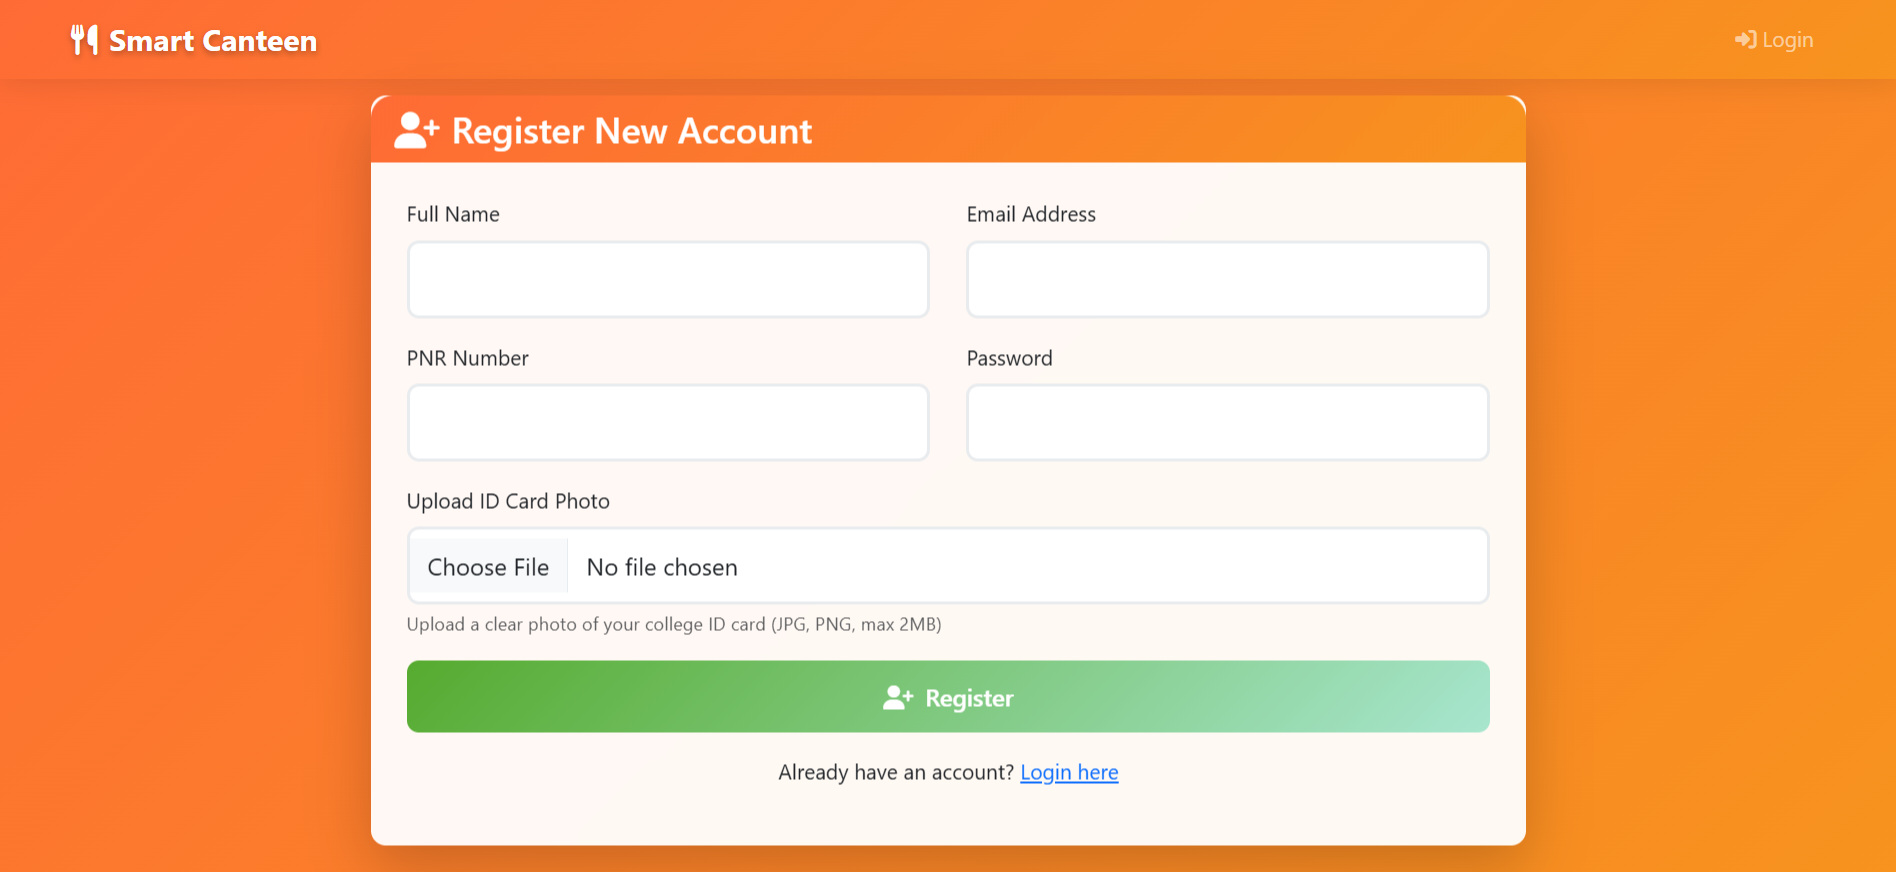 Smart Canteen
Login
Register New Account
Full Name
Email Address
PNR Number
Password
Upload ID Card Photo
Choose File No file chosen
Upload a clear photo of your college ID card (JPG, PNG, max 2MB)
Register
Already have an account? Login here